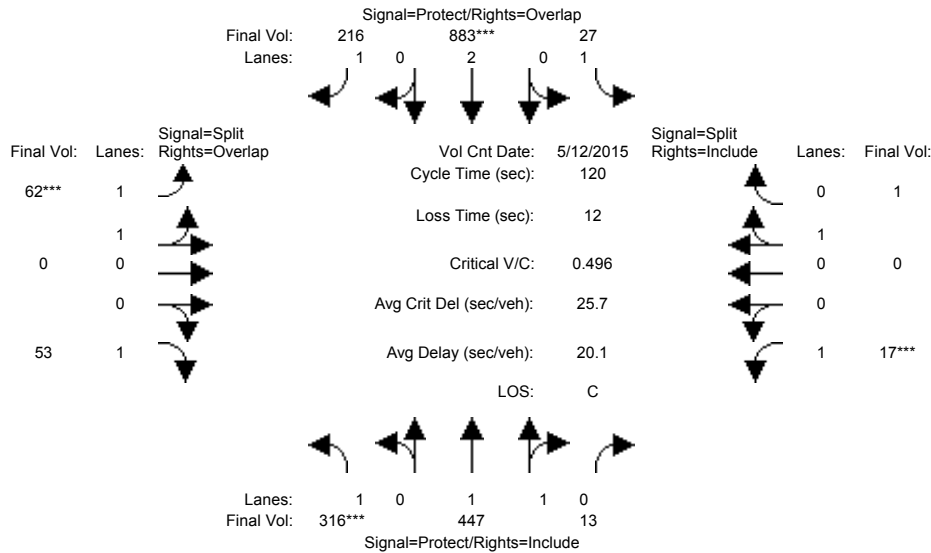 Signal=Protect/Rights=Overlap
Final Vol: 216 883*** 27
Lanes: 1 0 2 0 1
Signal=Split
Final Vol: Lanes: Rights=Overlap
Vol Cnt Date: 5/12/2015
Signal=Split
Rights=Include Lanes: Final Vol:
Cycle Time (sec): 120
62*** 1
0 1
Loss Time (sec): 12
1
1
0 0
Critical V/C: 0.496
0 0
0
Avg Crit Del (sec/veh): 25.7
0
53 1
Avg Delay (sec/veh): 20.1
1 17***
LOS: C
Lanes: 1 0 1 1 0
Final Vol: 316*** 447 13
Signal=Protect/Rights=Include